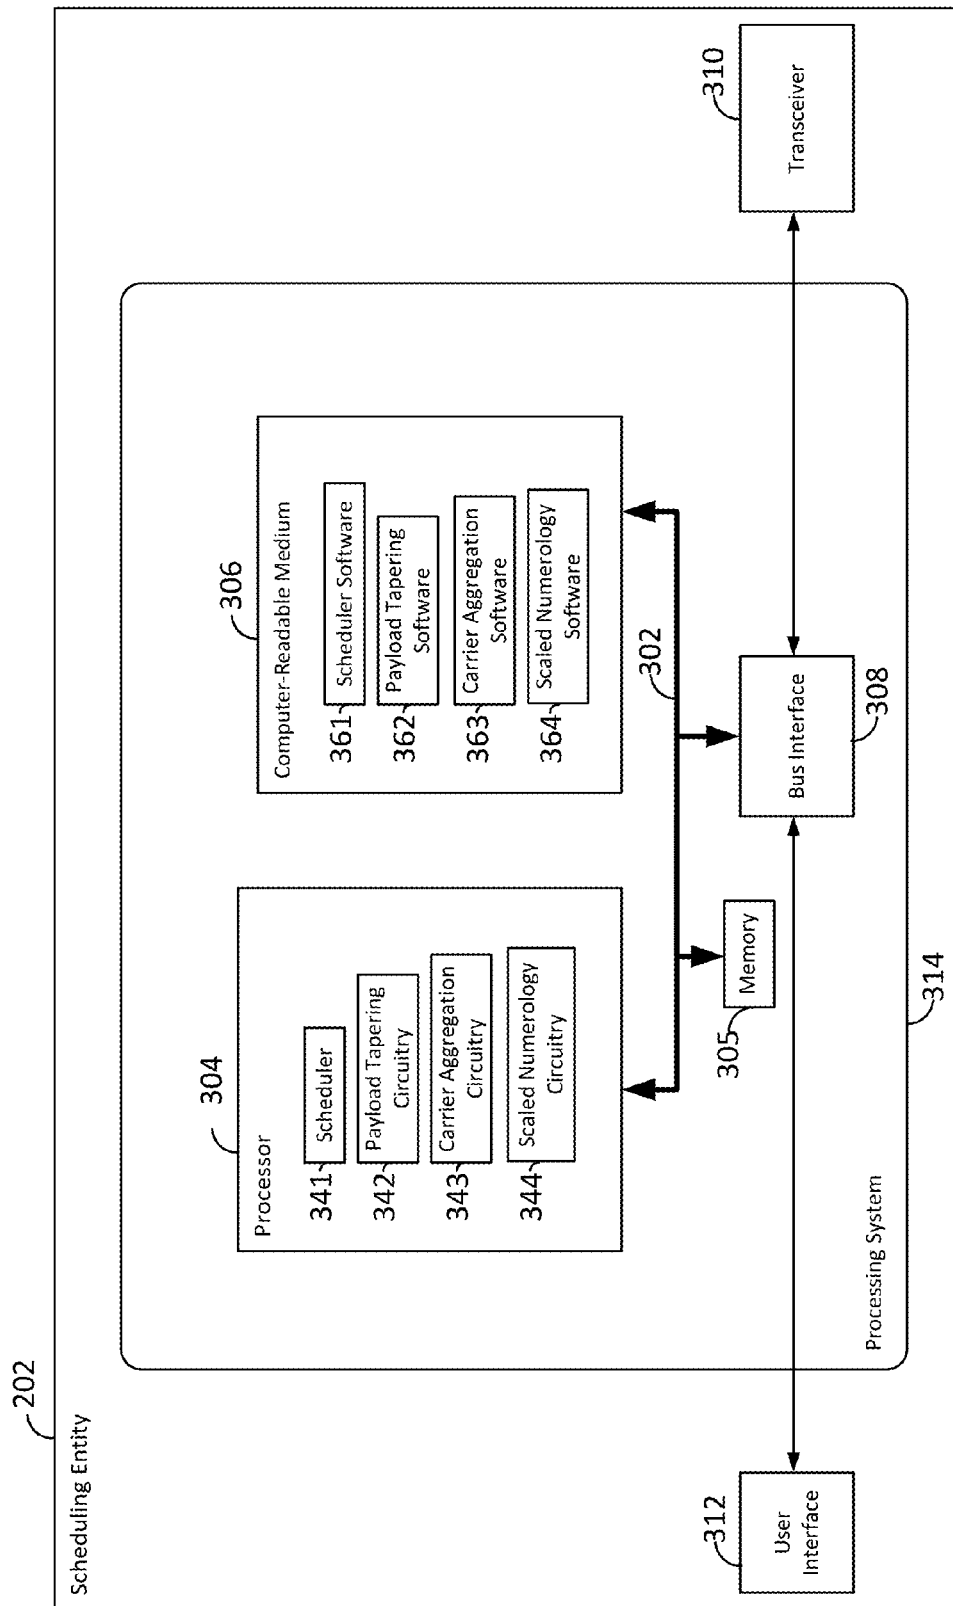 202
Scheduling Entity
304
Processor
341
Scheduler
342
Payload Tapering
Circuitry
343
Carrier Aggregation
Circuitry
344
Scaled Numerology
Circuitry
306
Computer-Readable Medium
361
Scheduler Software
362
Payload Tapering
Software
363
Carrier Aggregation
Software
364
Scaled Numerology
Software
302
305
Memory
312
User
Interface
Bus Interface
308
310
Transceiver
Processing System
314